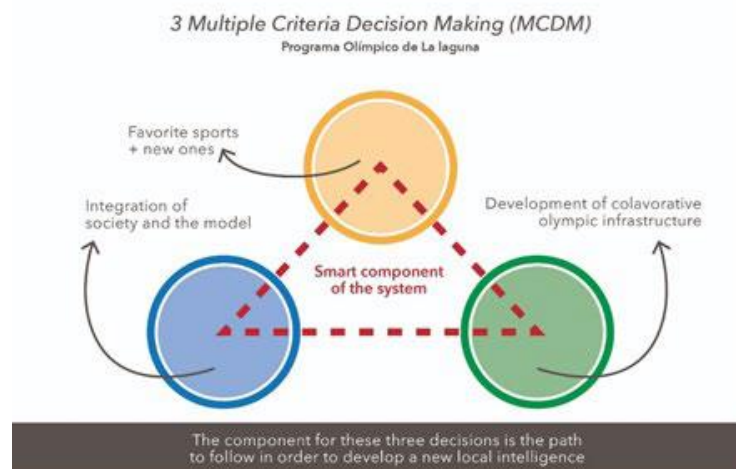 3 Multiple Criteria Decision Making (MCDM)
Programa Olímpico de La laguna
Favorite sports
+ new ones
Integration of
society and the model
Development of colavorative
olympic infrastructure
Smart component
of the system
The component for these three decisions is the path
to follow in order to develop a new local intelligence